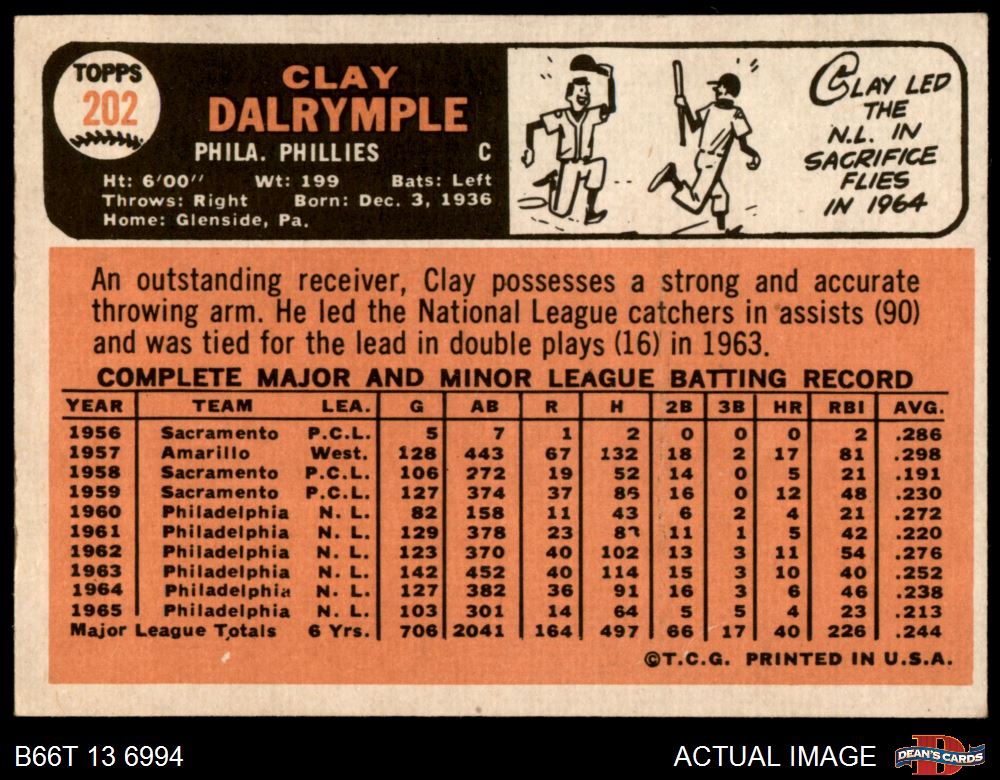 TOPPS
202
CLAY
DALRYMPLE
PHILA. PHILLIES C
Ht: 6'00" Wt: 199 Bats: Left
Throws: Right Born: Dec. 3, 1936
Home: Glenside, Pa.
CLAY LED
THE
N.L. IN
SACRIFICE
FLIES
IN 1964
An outstanding receiver, Clay possesses a strong and accurate
throwing arm. He led the National League catchers in assists (90)
and was tied for the lead in double plays (16) in 1963.
COMPLETE MAJOR AND MINOR LEAGUE BATTING RECORD
YEAR TEAM LEA. G AB R H 2B 3B HR RBI AVG.
1956 Sacramento P.C.L. 5 7 1 2 0 0 0 2 .286
1957 Amarillo West. 128 443 67 132 18 2 17 81 .298
1958 Sacramento P.C.L. 106 272 19 52 14 0 5 21 .191
1959 Sacramento P.C.L. 127 374 37 86 16 0 12 48 .230
1960 Philadelphia N. L. 82 158 11 43 6 2 4 21 .272
1961 Philadelphia N. L. 129 378 23 83 11 1 5 42 .220
1962 Philadelphia N. L. 123 370 40 102 13 3 11 54 .276
1963 Philadelphia N. L. 142 452 40 114 15 3 10 40 .252
1964 Philadelphia N. L. 127 382 36 91 16 3 6 46 .238
1965 Philadelphia N. L. 103 301 14 64 5 5 4 23 .213
Major League Totals 6 Yrs. 706 2041 164 497 66 17 40 226 .244
©T.C.G. PRINTED IN U.S.A.
B66T 13 6994
ACTUAL IMAGE
DEAN'S CARDS